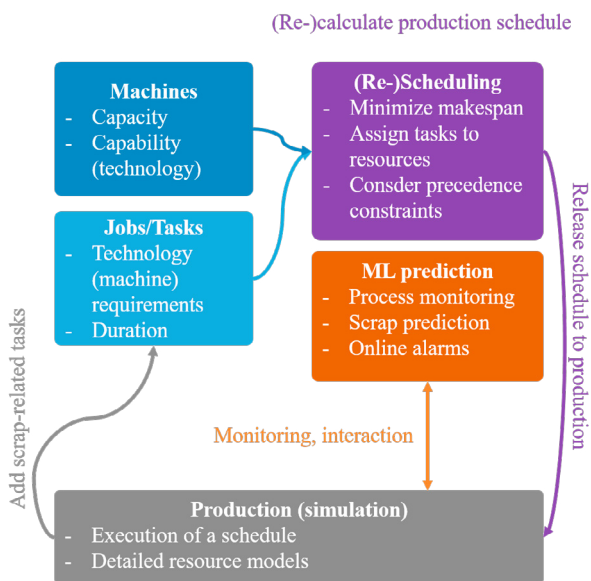 (Re-)calculate production schedule
Machines
- Capacity
- Capability
(technology)
(Re-)Scheduling
- Minimize makespan
- Assign tasks to
resources
- Consder precedence
constraints
Jobs/Tasks
- Technology
(machine)
requirements
- Duration
ML prediction
- Process monitoring
- Scrap prediction
- Online alarms
Release schedule to production
Add scrap-related tasks
Monitoring, interaction
Production (simulation)
- Execution of a schedule
- Detailed resource models